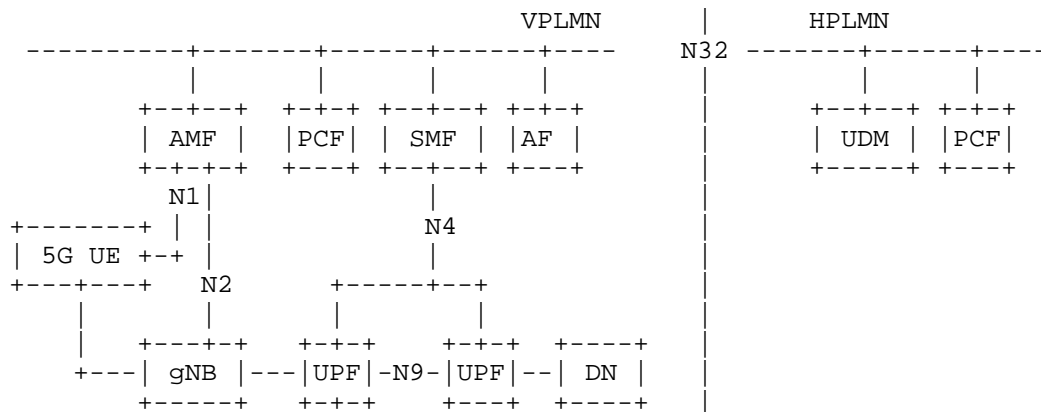 VPLMN HPLMN
N32
AMF PCF SMF AF UDM PCF
N1
N4
5G UE
N2
gNB UPF N9 UPF DN